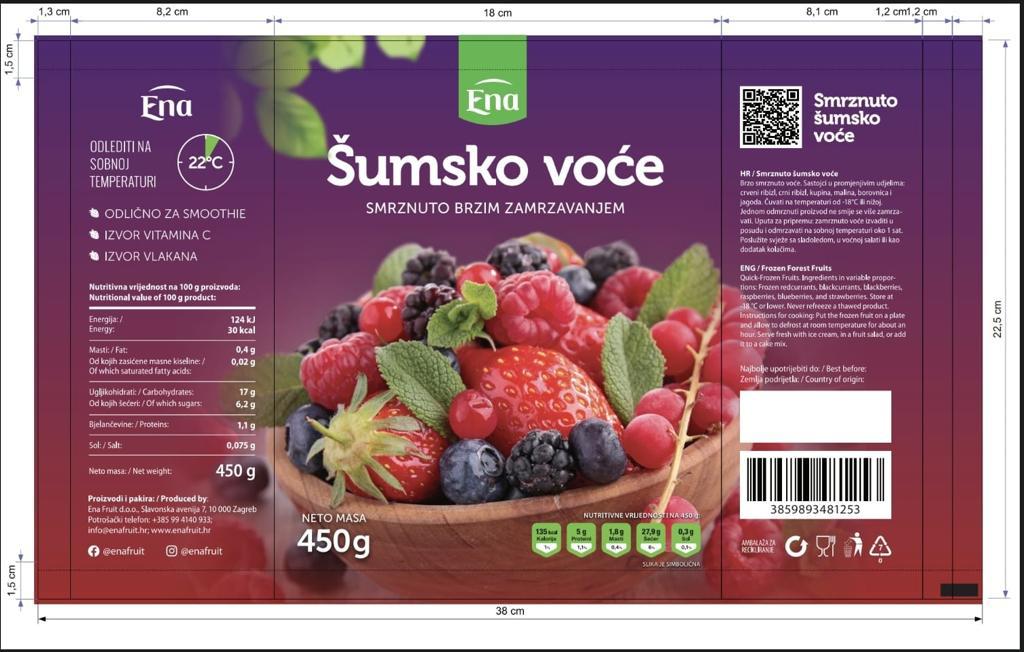 1,3 cm
8,2 cm
18 cm
8,1 cm
1,2 cm
1,2 cm
1,5 cm
1,5 cm
22,5 cm
38 cm
Ena
ODLEDITI NA
SOBNOJ
TEMPERATURI
22°C
ODLIČNO ZA SMOOTHIE
IZVOR VITAMINA C
IZVOR VLAKANA
Nutritivna vrijednost na 100 g proizvoda:
Nutritional value of 100 g product:
Energija: / 124 kJ
Energy: 30 kcal
Masti: / Fat: 0,4 g
Od kojih zasićene masne kiseline: / 0,02 g
Of which saturated fatty acids:
Ugljikohidrati: / Carbohydrates: 17 g
Od kojih šećeri: / Of which sugars: 6,2 g
Bjelančevine: / Proteins: 1,1 g
Sol: / Salt: 0,075 g
Neto masa: / Net weight: 450 g
Proizvodi i pakira: / Produced by:
Ena Fruit d.o.o., Slavonska avenija 7, 10 000 Zagreb
Potrošački telefon: +385 99 4140 933;
info@enafruit.hr; www.enafruit.hr
@enafruit @enafruit
Ena
Šumsko voće
SMRZNUTO BRZIM ZAMRZAVANJEM
NETO MASA
450g
NUTRITIVNE VRIJEDNOSTI NA 450 g:
135 kcal 5 g 1,8 g 27,9 g 0,3 g
Kalorije Proteini Masti Šećer Sol
1% 1,1% 0,4% 6% 0,1%
SLIKA JE SIMBOLIČNA
Smrznuto
šumsko
voće
HR / Smrznuto šumsko voće
Brzo smrznuto voće. Sastojci u promjenjivim udjelima:
crveni ribizl, crni ribizl, kupina, malina, borovnica i
jagoda. Čuvati na temperaturi od -18°C ili nižoj.
Jednom odmrznuti proizvod ne smije se više zamrza-
vati. Uputa za pripremu: zamrznuto voće izvaditi u
posudu i odmrzavati na sobnoj temperaturi oko 1 sat.
Poslužite svježe sa sladoledom, u voćnoj salati ili kao
dodatak kolačima.
ENG / Frozen Forest Fruits
Quick-Frozen Fruits. Ingredients in variable propor-
tions: Frozen redcurrants, blackcurrants, blackberries,
raspberries, blueberries, and strawberries. Store at
-18 °C or lower. Never refreeze a thawed product.
Instructions for cooking: Put the frozen fruit on a plate
and allow to defrost at room temperature for about an
hour. Serve fresh with ice cream, in a fruit salad, or add
it to a cake mix.
Najbolje upotrijebiti do: / Best before:
Zemlja podrijetla: / Country of origin:
3859893481253
AMBALAŽA ZA
RECIKLIRANJE
7
O